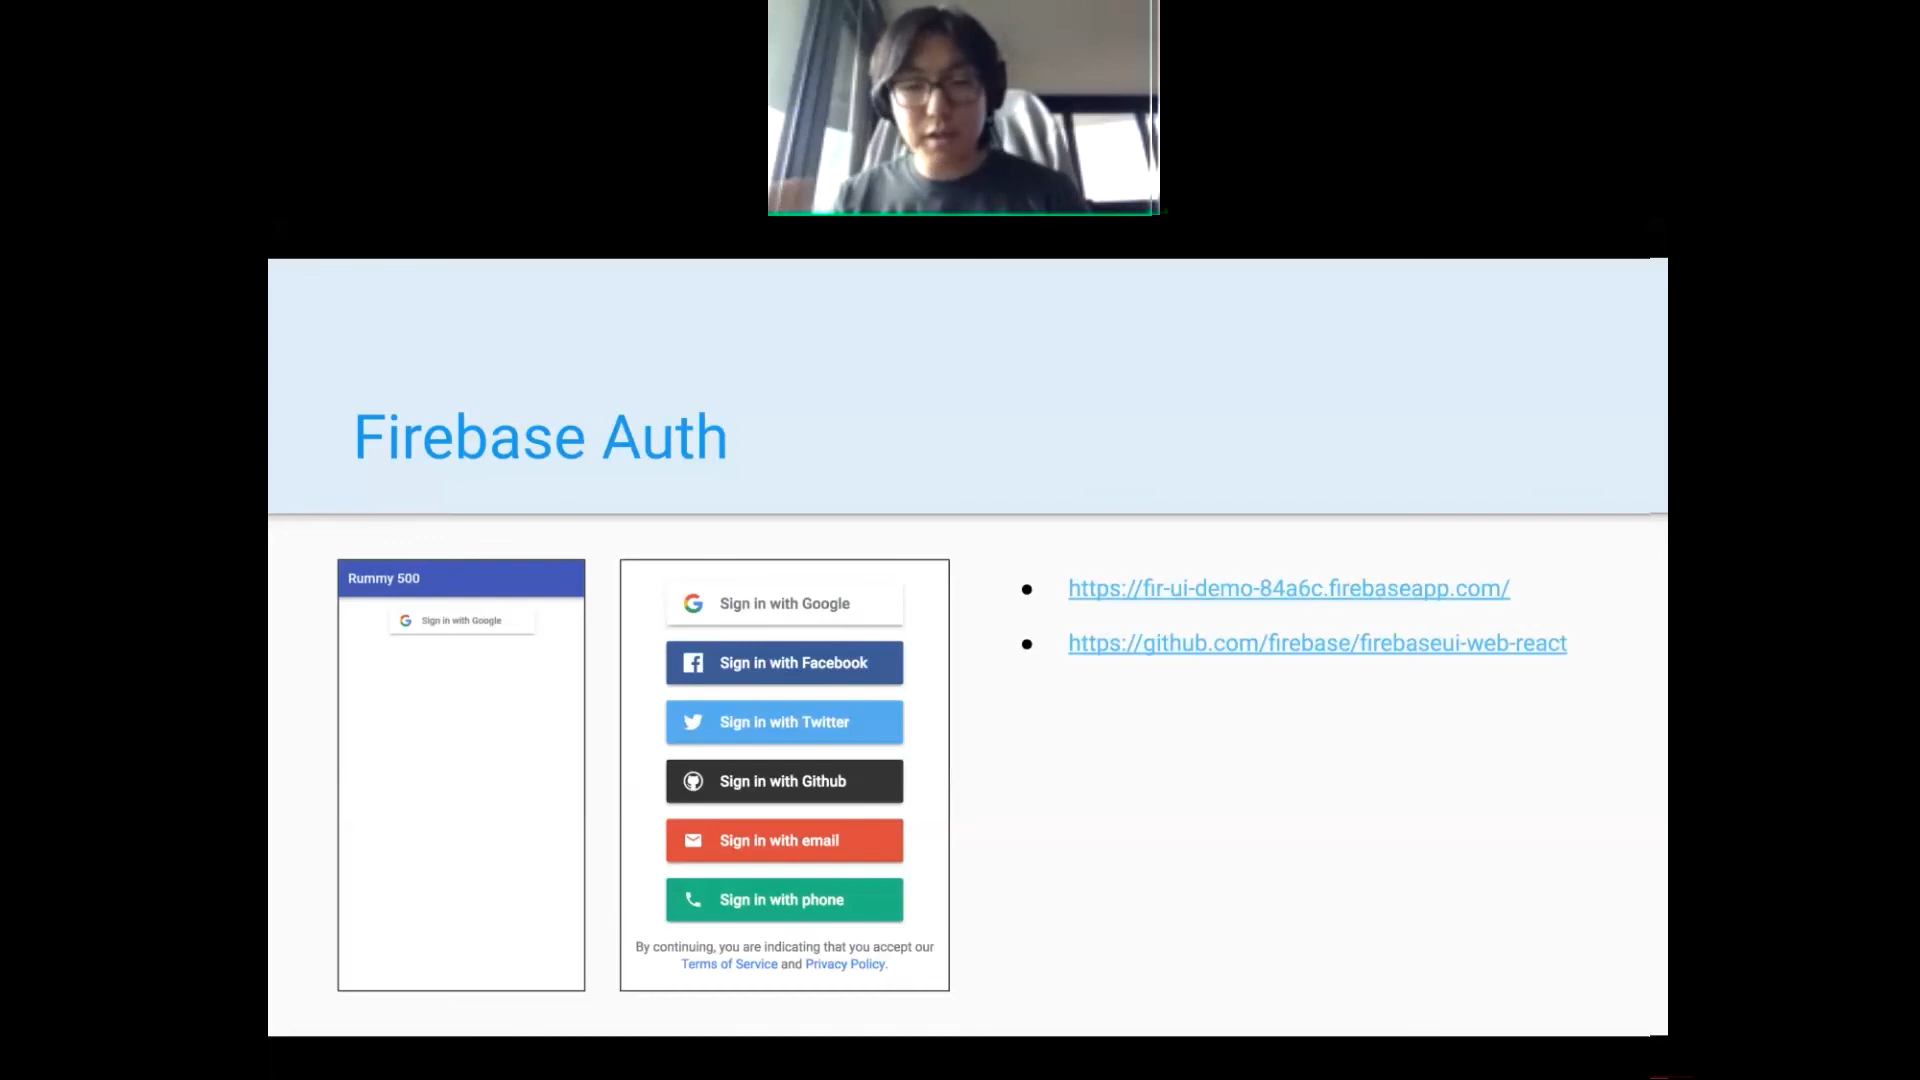 Firebase Auth
Rummy 500
Sign in with Google
Sign in with Google
Sign in with Facebook
Sign in with Twitter
Sign in with Github
Sign in with email
Sign in with phone
By continuing, you are indicating that you accept our
Terms of Service and Privacy Policy.
https://fir-ui-demo-84a6c.firebaseapp.com/
https://github.com/firebase/firebaseui-web-react